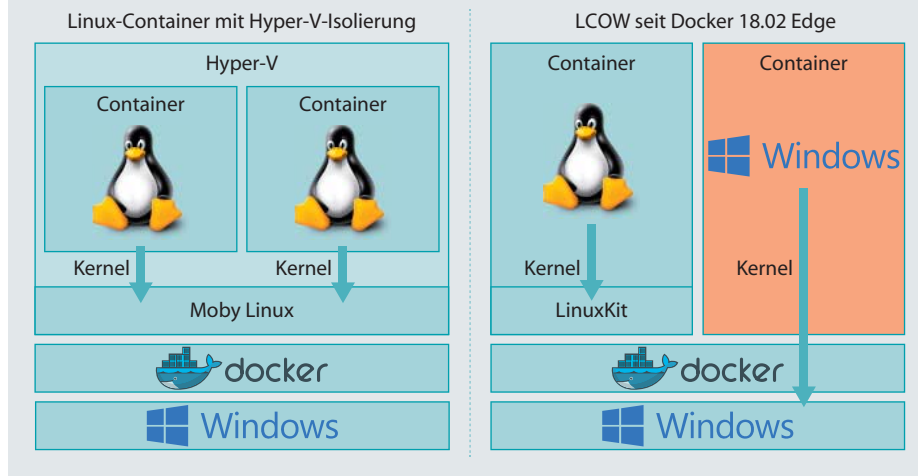 Linux-Container mit Hyper-V-Isolierung
Hyper-V
Container
Container
Kernel
Kernel
Moby Linux
docker
Windows
LCOW seit Docker 18.02 Edge
Container
Container
Windows
Kernel
Kernel
LinuxKit
docker
Windows